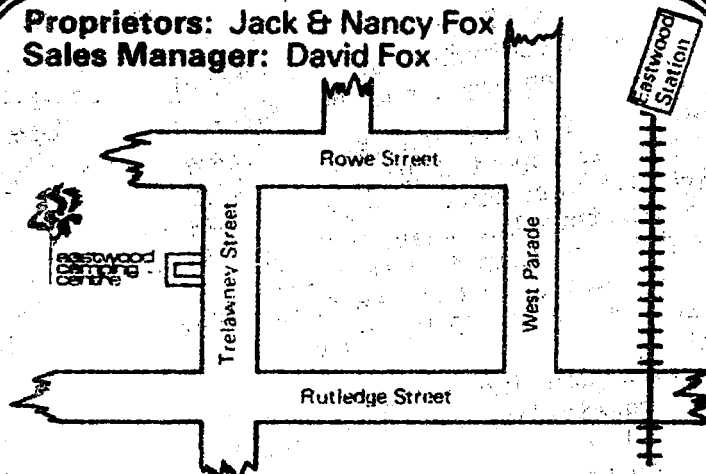 Proprietors: Jack & Nancy Fox
Sales Manager: David Fox
Eastwood
Station
Rowe Street
Trelawney Street
West Parade
eastwood
camping
centre
Rutledge Street